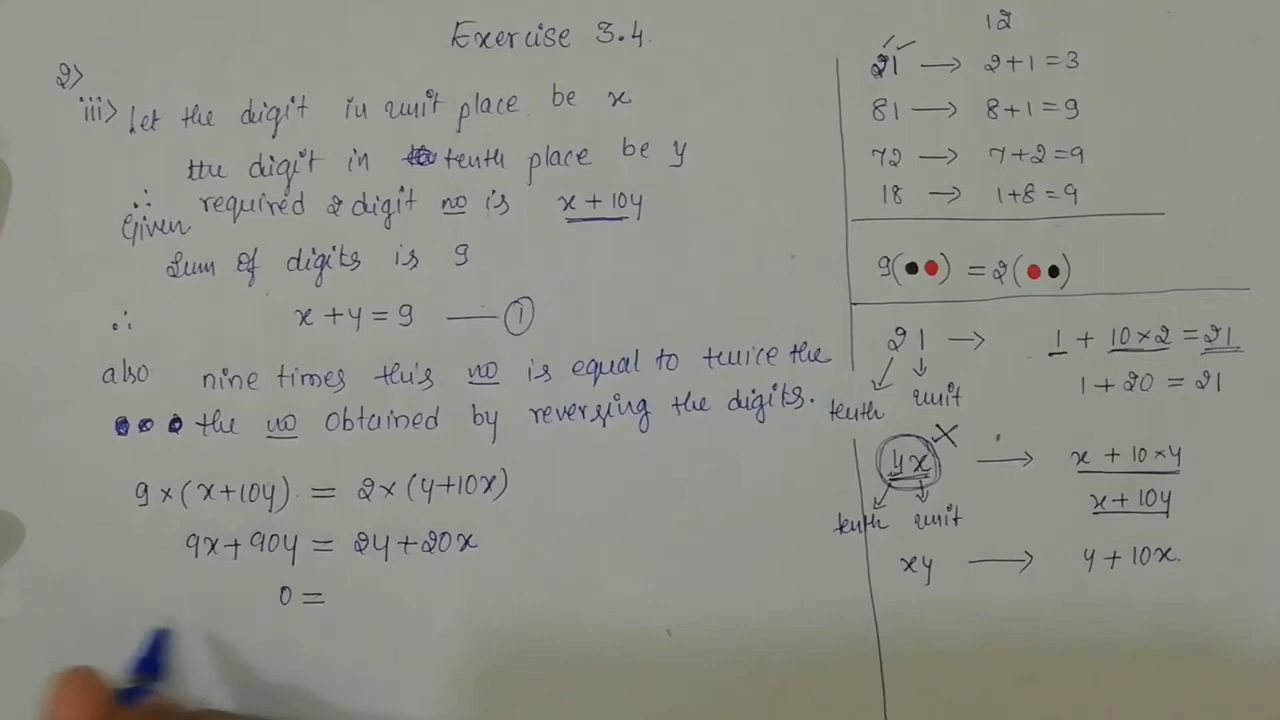 Exercise 3.4.
2>
iii> Let the digit in unit place be x
the digit in tenth place be y
∴ required 2 digit no is x + 10y
Given
Sum of digits is 9
∴ x + y = 9 —— ①
also nine times this no is equal to twice the
the no obtained by reversing the digits.
9 × (x+10y) = 2 × (y+10x)
9x + 90y = 2y + 20x
0 =
12
21 → 2+1 = 3
81 → 8+1 = 9
72 → 7+2 = 9
18 → 1+8 = 9
9(●●) = 2(●●)
21 → 1 + 10×2 = 21
1 + 20 = 21
tenth unit
yx × → x + 10×y
x + 10y
tenth unit
xy → y + 10x.